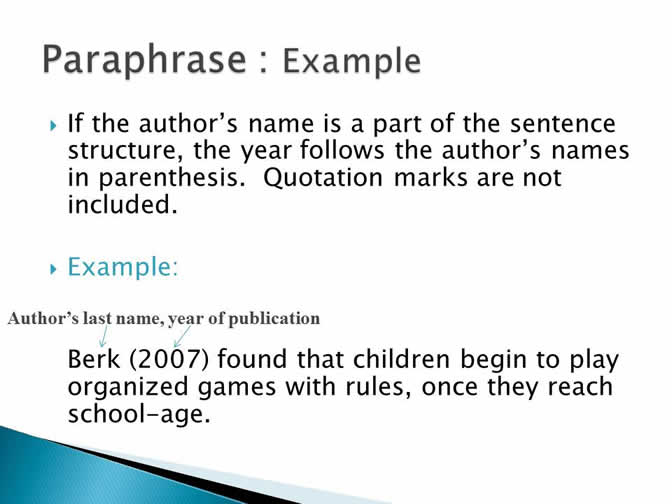 Paraphrase : Example
If the author's name is a part of the sentence
structure, the year follows the author's names
in parenthesis.  Quotation marks are not
included.
Example:
Author's last name, year of publication
Berk (2007) found that children begin to play
organized games with rules, once they reach
school-age.